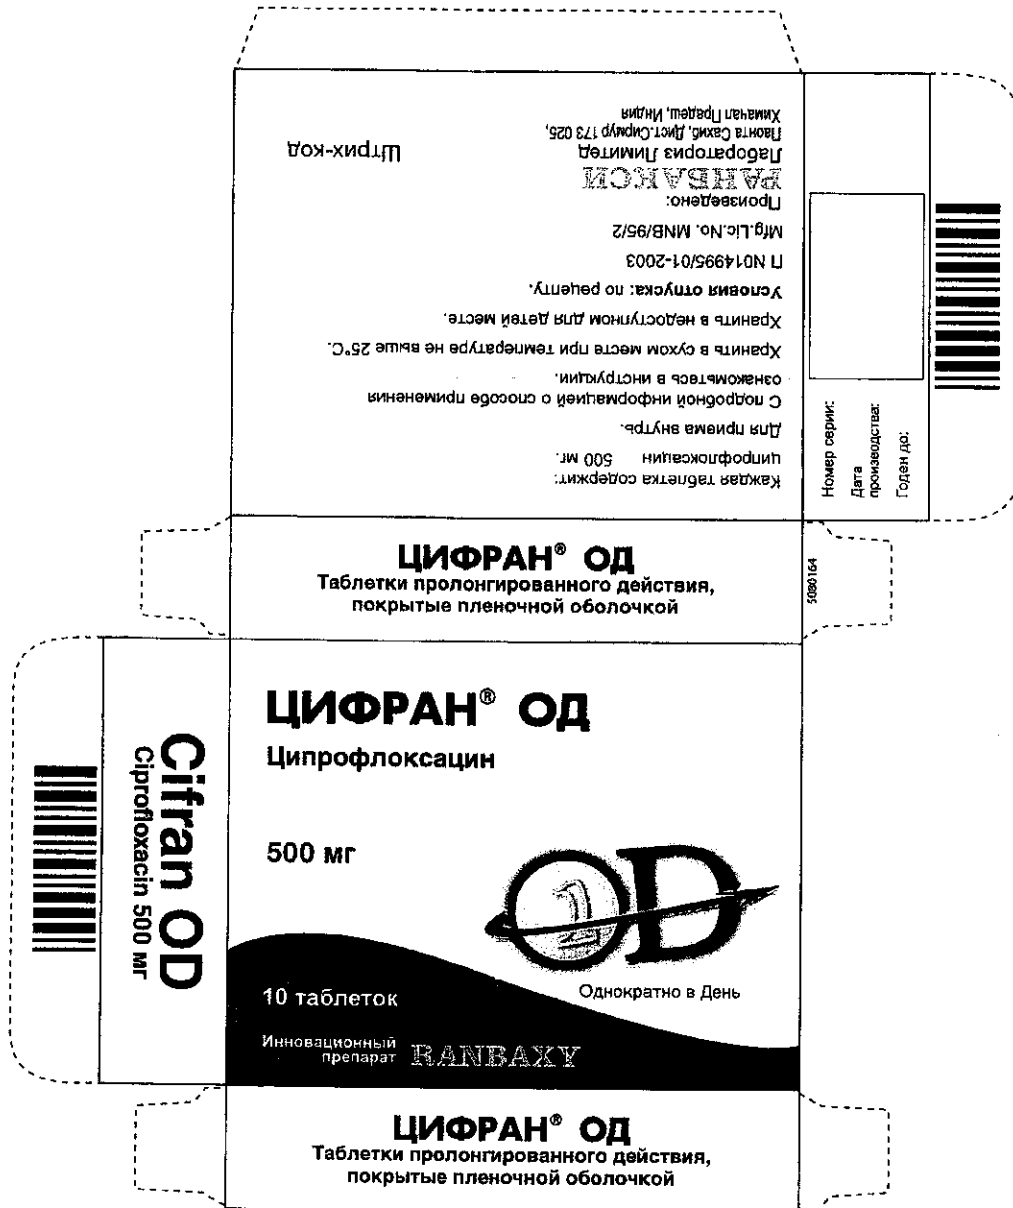 Каждая таблетка содержит:
ципрофлоксацин 500 мг.
Для приема внутрь.
С подробной информацией о способе применения
ознакомьтесь в инструкции.
Хранить в сухом месте при температуре не выше 25°С.
Хранить в недоступном для детей месте.
Условия отпуска: по рецепту.
П N014995/01-2003
Mfg.Lic.No. MNB/95/2
Произведено:
РАНБАКСИ
Лабораториз Лимитед
Паонта Сахиб, Дист.Сирмур 173 025,
Химачал Прадеш, Индия
Штрих-код
Номер серии:
Дата
производства:
Годен до:
ЦИФРАН® ОД
Таблетки пролонгированного действия,
покрытые пленочной оболочкой
5080164
ЦИФРАН® ОД
Ципрофлоксацин
500 мг
OD
1
Однократно в День
10 таблеток
Инновационный
препарат
RANBAXY
Cifran OD
Ciprofloxacin 500 мг
ЦИФРАН® ОД
Таблетки пролонгированного действия,
покрытые пленочной оболочкой